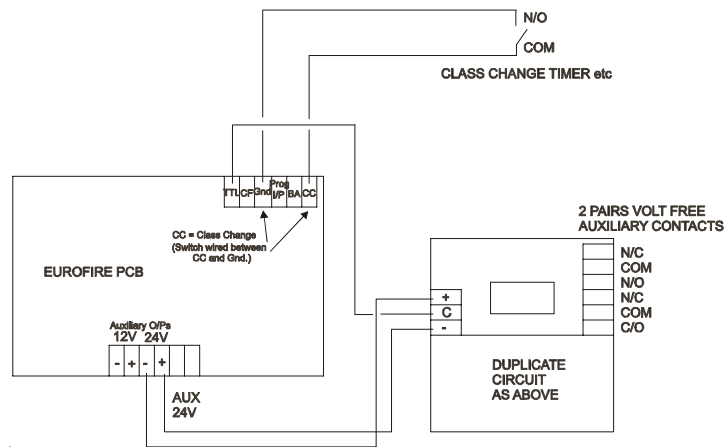 N/O
COM
CLASS CHANGE TIMER etc
TTL CF Gnd Prog I/P BA CC
CC = Class Change
(Switch wired between
CC and Gnd.)
EUROFIRE PCB
Auxiliary O/Ps
12V 24V
- + - +
AUX
24V
2 PAIRS VOLT FREE
AUXILIARY CONTACTS
N/C
COM
N/O
N/C
COM
C/O
+
C
-
DUPLICATE
CIRCUIT
AS ABOVE